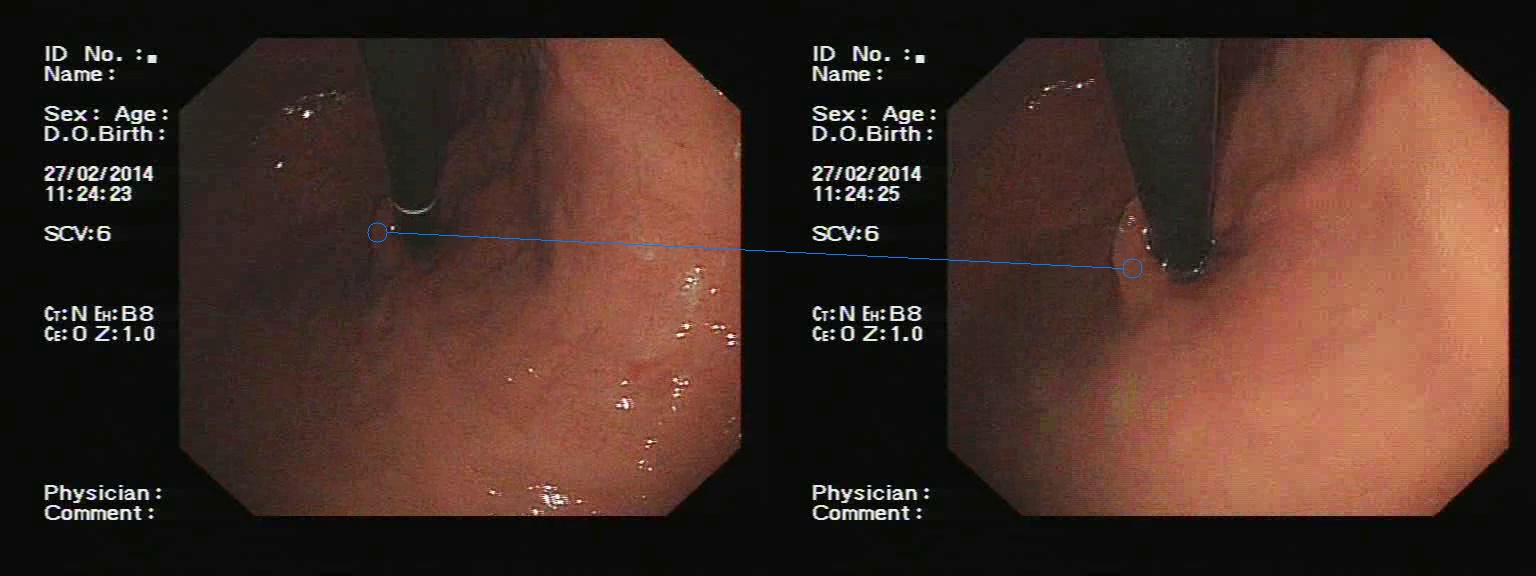 ID No. :
Name:
Sex: Age:
D.O.Birth:
27/02/2014
11:24:23
SCV:6
CT:N EH:B8
CE:0 Z:1.0
Physician:
Comment:
ID No. :
Name:
Sex: Age:
D.O.Birth:
27/02/2014
11:24:25
SCV:6
CT:N EH:B8
CE:0 Z:1.0
Physician:
Comment: